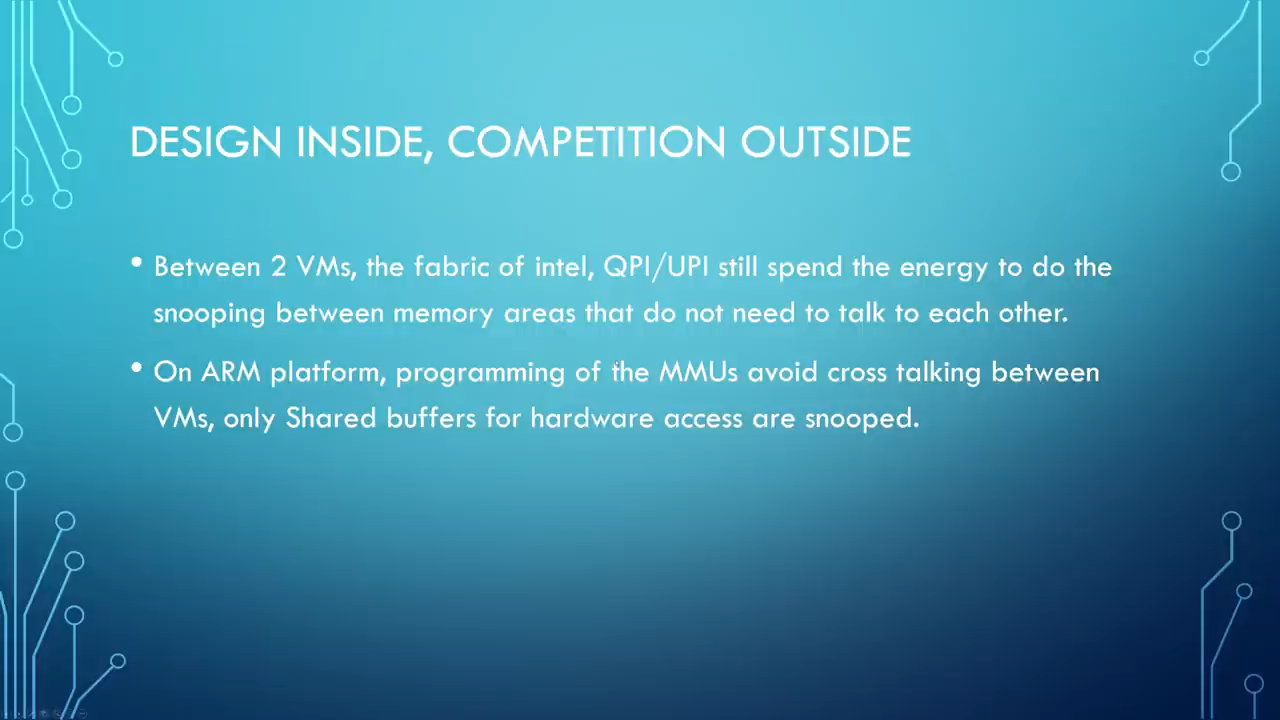 DESIGN INSIDE, COMPETITION OUTSIDE
• Between 2 VMs, the fabric of intel, QPI/UPI still spend the energy to do the
snooping between memory areas that do not need to talk to each other.
• On ARM platform, programming of the MMUs avoid cross talking between
VMs, only Shared buffers for hardware access are snooped.